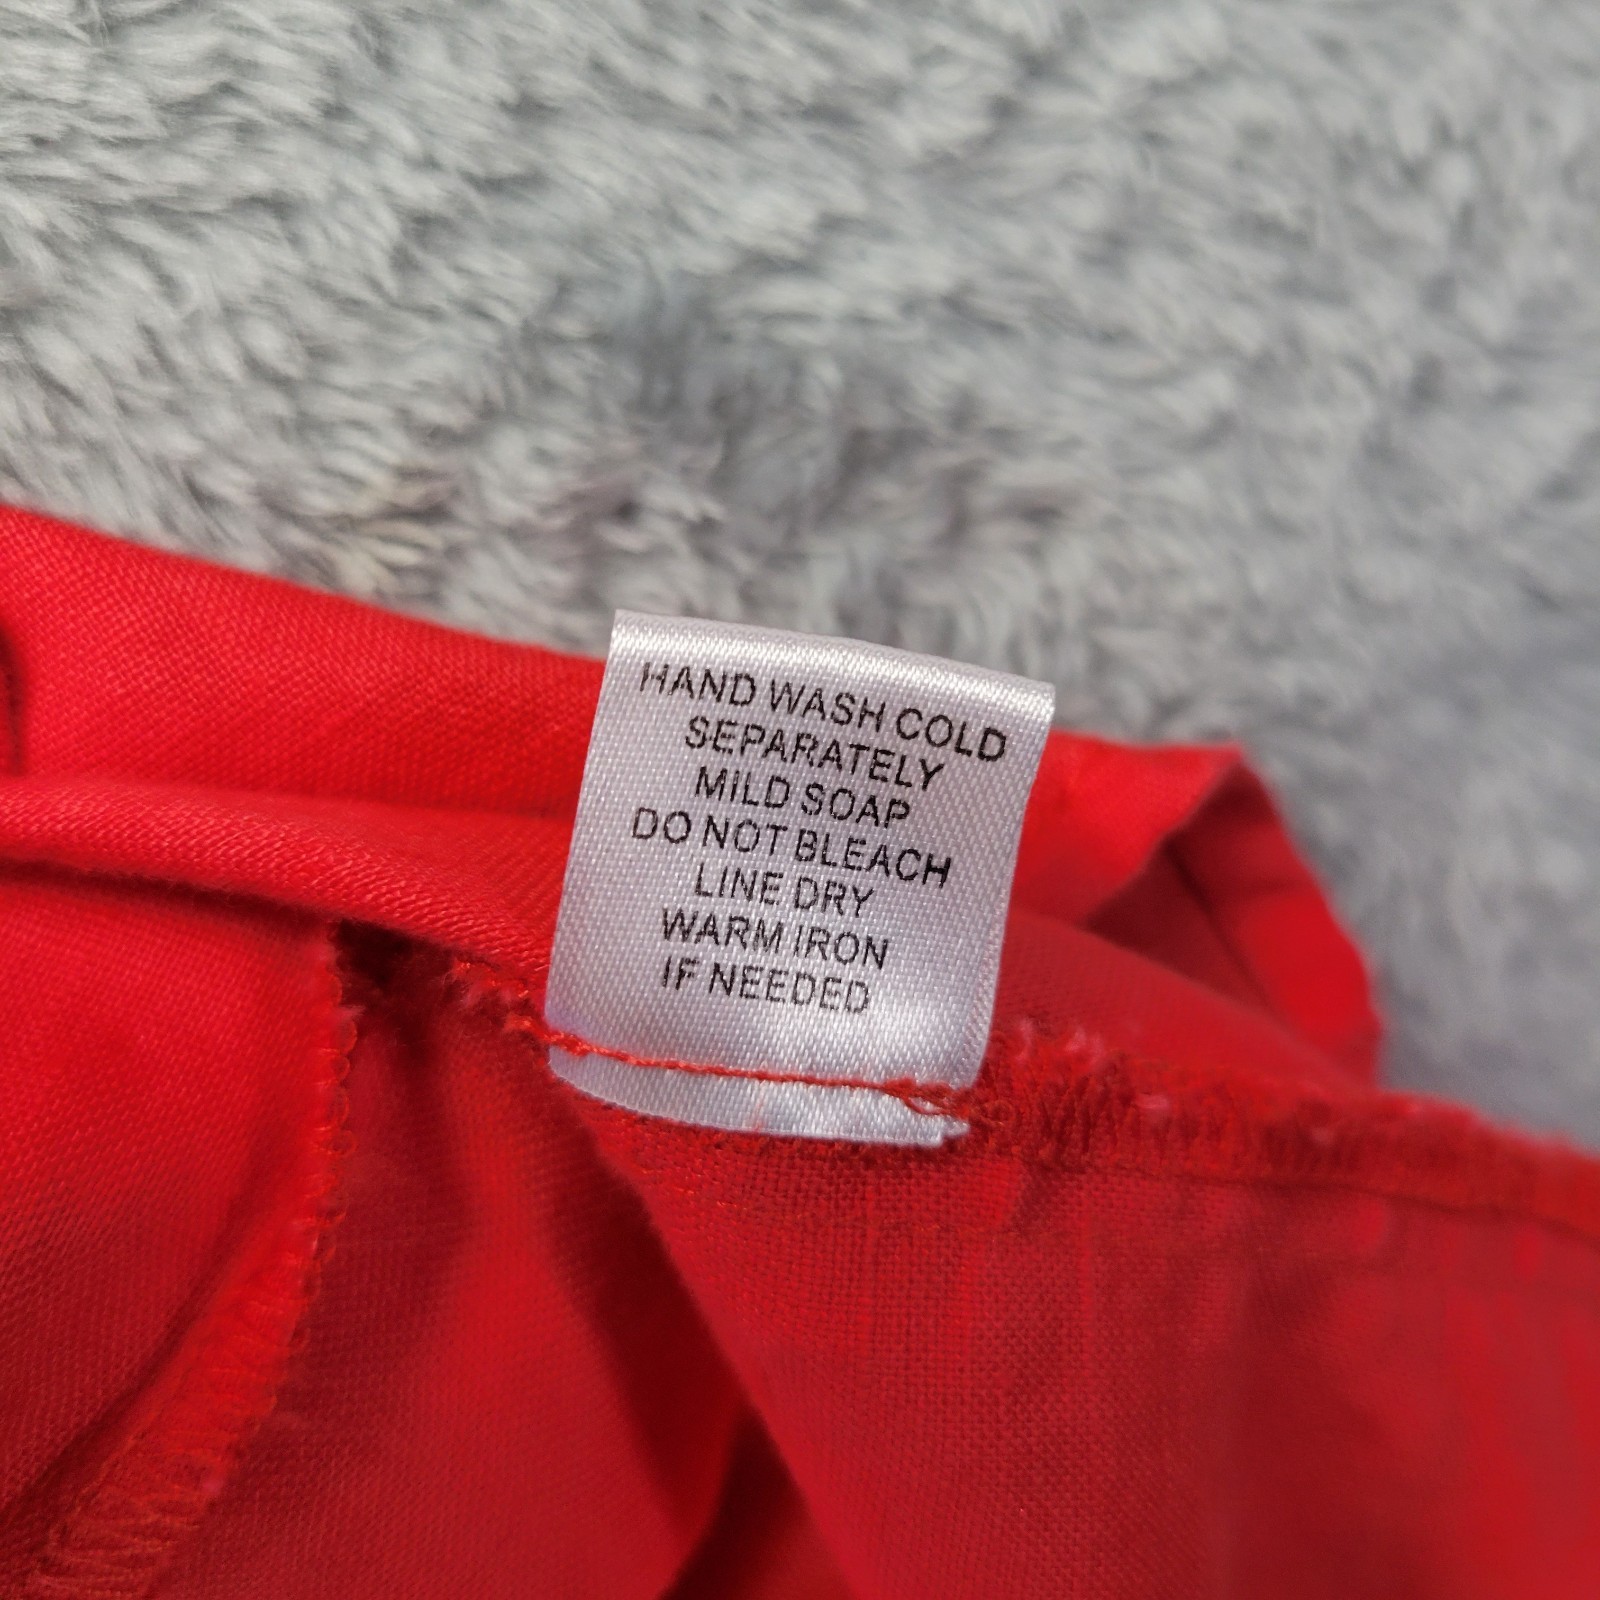 HAND WASH COLD
SEPARATELY
MILD SOAP
DO NOT BLEACH
LINE DRY
WARM IRON
IF NEEDED